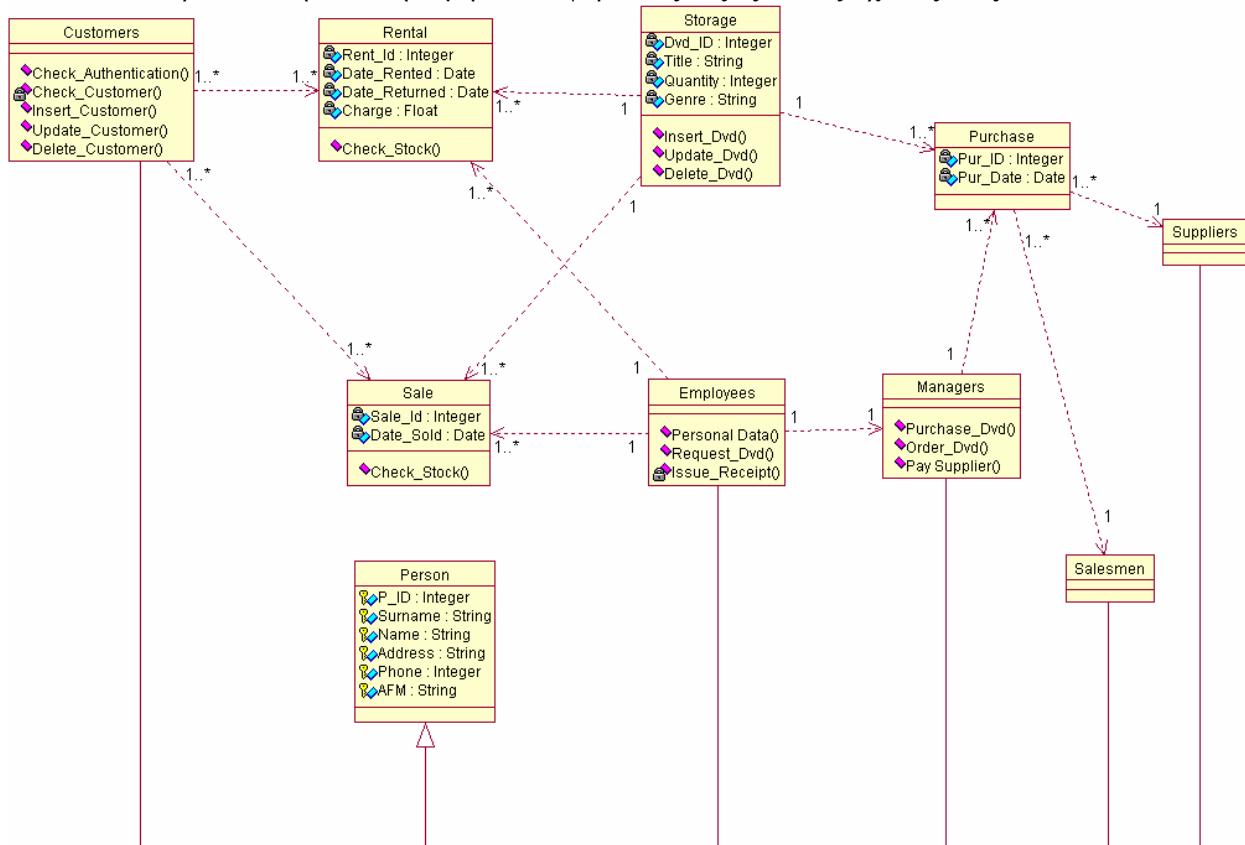 Customers
Check_Authentication()
Check_Customer()
Insert_Customer()
Update_Customer()
Delete_Customer()
1..*
1..*
1..*
Rental
Rent_Id : Integer
Date_Rented : Date
Date_Returned : Date
Charge : Float
Check_Stock()
1..*
Storage
Dvd_ID : Integer
Title : String
Quantity : Integer
Genre : String
Insert_Dvd()
Update_Dvd()
Delete_Dvd()
1
1
1
1..*
Purchase
Pur_ID : Integer
Pur_Date : Date
1..*
1..*
1..*
1
Suppliers
1..*
1..*
Sale
Sale_Id : Integer
Date_Sold : Date
Check_Stock()
1..*
1
1
Employees
Personal Data()
Request_Dvd()
Issue_Receipt()
1
1
1
Managers
Purchase_Dvd()
Order_Dvd()
Pay Supplier()
1
Salesmen
Person
P_ID : Integer
Surname : String
Name : String
Address : String
Phone : Integer
AFM : String